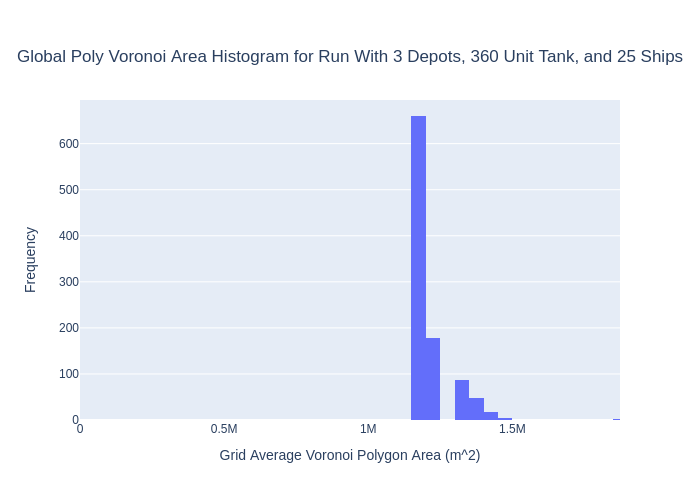 Global Poly Voronoi Area Histogram for Run With 3 Depots, 360 Unit Tank, and 25 Ships
600
500
400
300
200
100
0
Frequency
0
0.5M
1M
1.5M
Grid Average Voronoi Polygon Area (m^2)